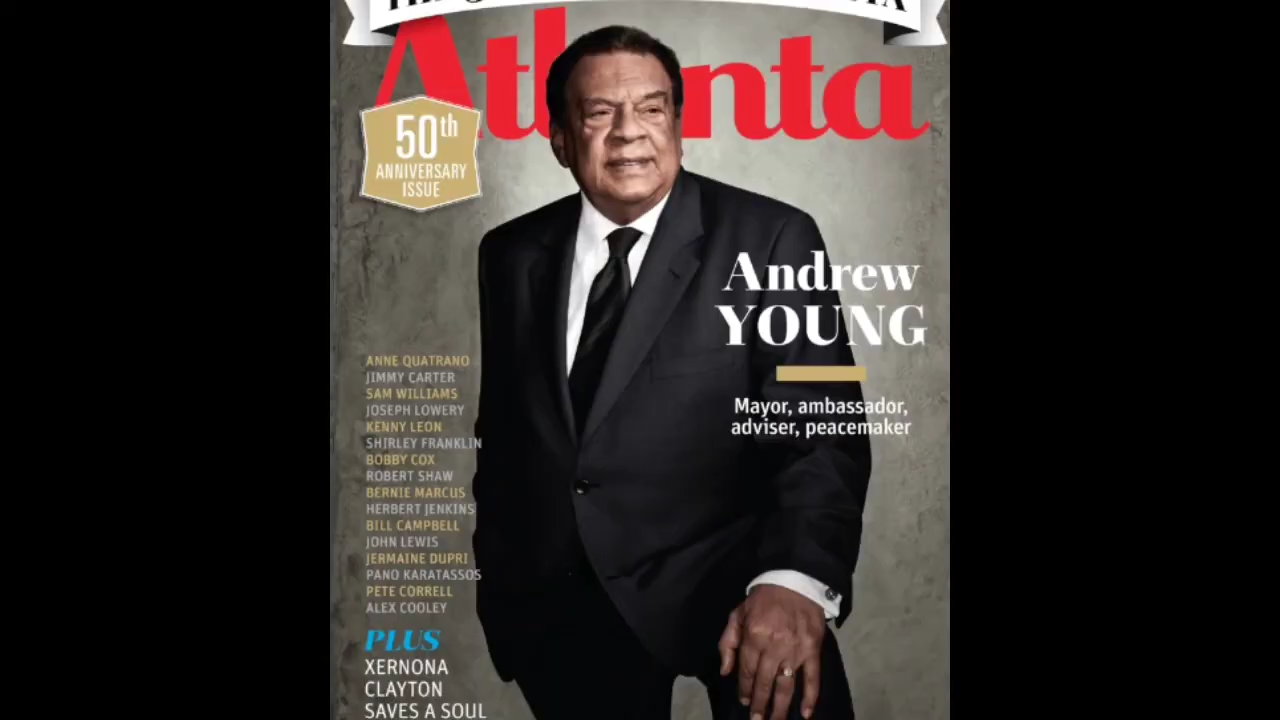 Atlanta
50th
ANNIVERSARY
ISSUE
Andrew
YOUNG
Mayor, ambassador,
adviser, peacemaker
ANNE QUATRANO
JIMMY CARTER
SAM WILLIAMS
JOSEPH LOWERY
KENNY LEON
SHIRLEY FRANKLIN
BOBBY COX
ROBERT SHAW
BERNIE MARCUS
HERBERT JENKINS
BILL CAMPBELL
JOHN LEWIS
JERMAINE DUPRI
PANO KARATASSOS
PETE CORRELL
ALEX COOLEY
PLUS
XERNONA
CLAYTON
SAVES A SOUL